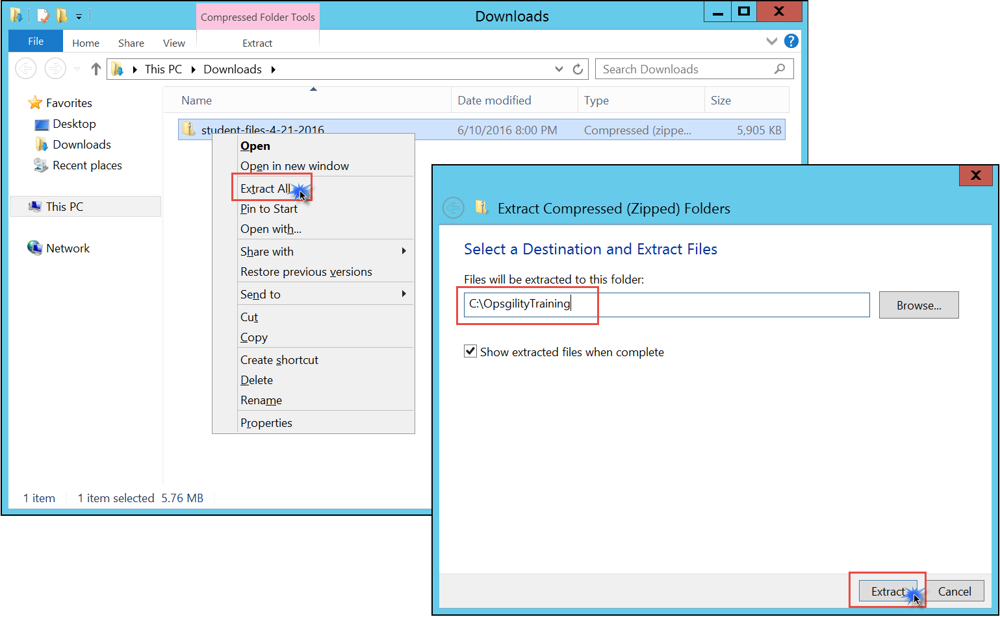 Compressed Folder Tools
Downloads
File
Home
Share
View
Extract
This PC
Downloads
Search Downloads
Favorites
Desktop
Downloads
Recent places
This PC
Network
Name
Date modified
Type
Size
student-files-4-21-2016
6/10/2016 8:00 PM
Compressed (zippe...
5,905 KB
Open
Open in new window
Extract All
Pin to Start
Open with...
Share with
Restore previous versions
Send to
Cut
Copy
Create shortcut
Delete
Rename
Properties
1 item
1 item selected 5.76 MB
Extract Compressed (Zipped) Folders
Select a Destination and Extract Files
Files will be extracted to this folder:
C:\OpsgilityTraining
Browse...
Show extracted files when complete
Extract
Cancel